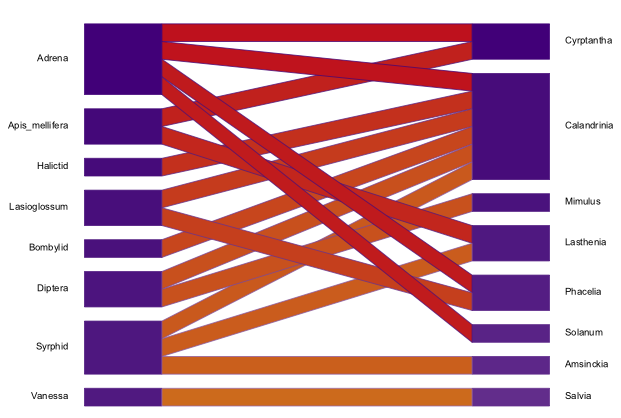 Adrena
Apis_mellifera
Halictid
Lasioglossum
Bombylid
Diptera
Syrphid
Vanessa
Cyrptantha
Calandrinia
Mimulus
Lasthenia
Phacelia
Solanum
Amsinckia
Salvia